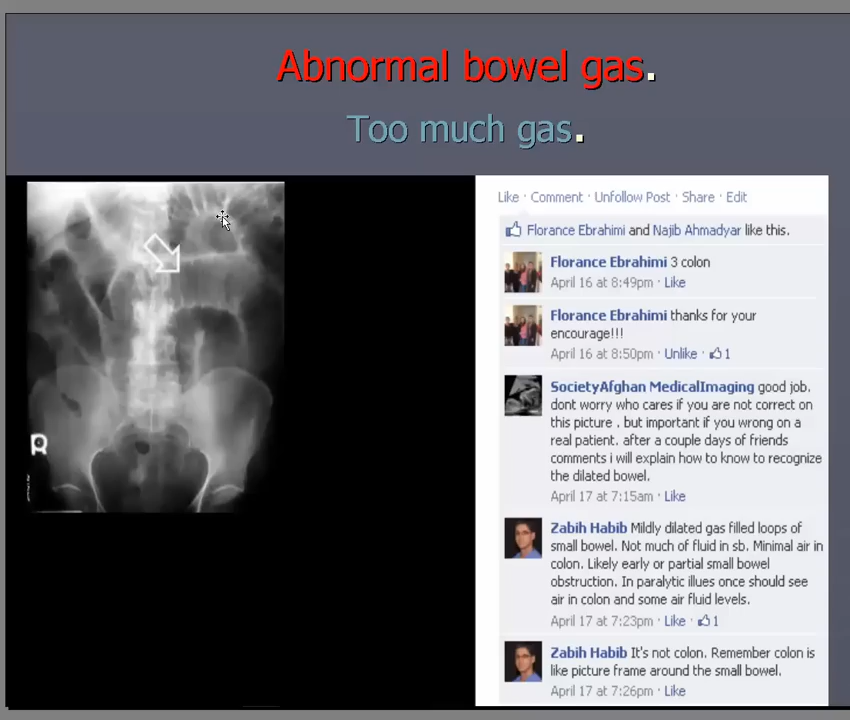 Abnormal bowel gas.
Too much gas.
Like · Comment · Unfollow Post · Share · Edit
Florance Ebrahimi and Najib Ahmadyar like this.
Florance Ebrahimi 3 colon
April 16 at 8:49pm · Like
Florance Ebrahimi thanks for your
encourage!!!
April 16 at 8:50pm · Unlike · 1
SocietyAfghan MedicalImaging good job.
dont worry who cares if you are not correct on
this picture . but important if you wrong on a
real patient. after a couple days of friends
comments i will explain how to know to recognize
the dilated bowel.
April 17 at 7:15am · Like
Zabih Habib Mildly dilated gas filled loops of
small bowel. Not much of fluid in sb. Minimal air in
colon. Likely early or partial small bowel
obstruction. In paralytic illues once should see
air in colon and some air fluid levels.
April 17 at 7:23pm · Like · 1
Zabih Habib It's not colon. Remember colon is
like picture frame around the small bowel.
April 17 at 7:26pm · Like
R